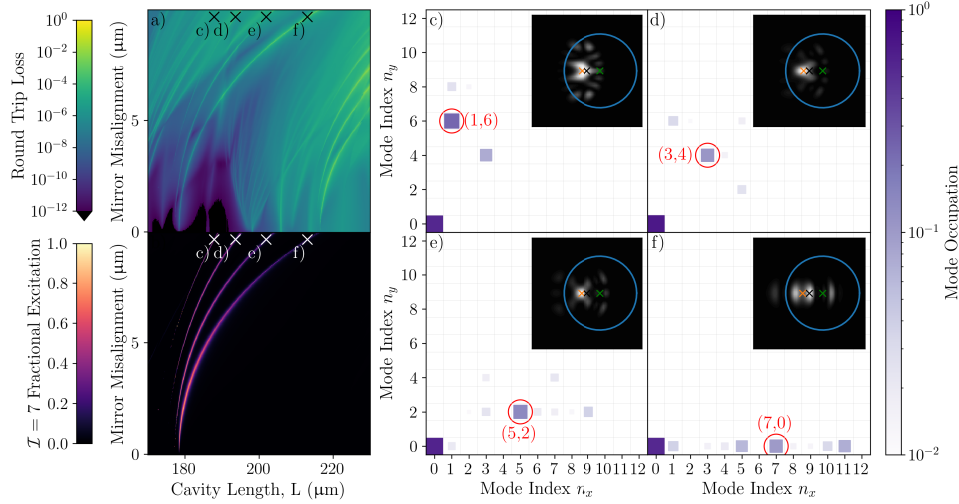 a)
c) d) e) f)
Round Trip Loss
10^0
10^−2
10^−4
10^−6
10^−8
10^−10
10^−12
Mirror Misalignment (μm)
5
0
c) d) e) f)
ℐ = 7 Fractional Excitation
1.0
0.8
0.6
0.4
0.2
0.0
Mirror Misalignment (μm)
5
0
180 200 220
Cavity Length, L (μm)
c)
Mode Index n_y
12
10
8
6
4
2
0
(1,6)
d)
(3,4)
e)
Mode Index n_y
12
10
8
6
4
2
0
(5,2)
0 1 2 3 4 5 6 7 8 9 10 11 12
Mode Index n_x
f)
(7,0)
0 1 2 3 4 5 6 7 8 9 10 11 12
Mode Index n_x
10^0
10^−1
10^−2
Mode Occupation